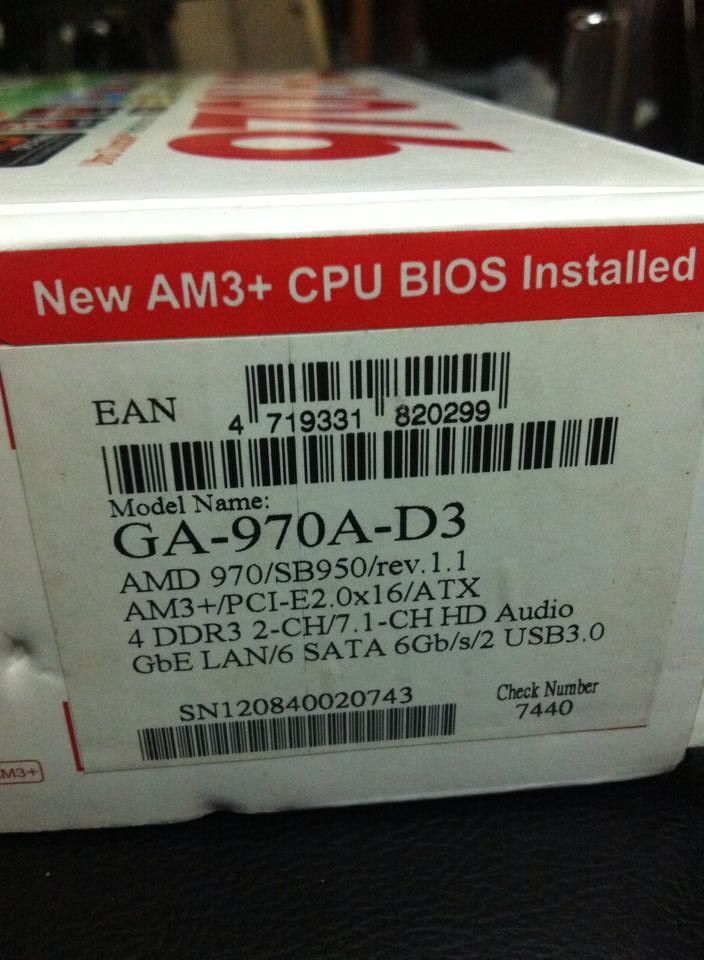 970
New AM3+ CPU BIOS Installed
EAN
4 719331 820299
Model Name:
GA-970A-D3
AMD 970/SB950/rev.1.1
AM3+/PCI-E2.0x16/ATX
4 DDR3 2-CH/7.1-CH HD Audio
GbE LAN/6 SATA 6Gb/s/2 USB3.0
SN120840020743
Check Number
7440
AM3+